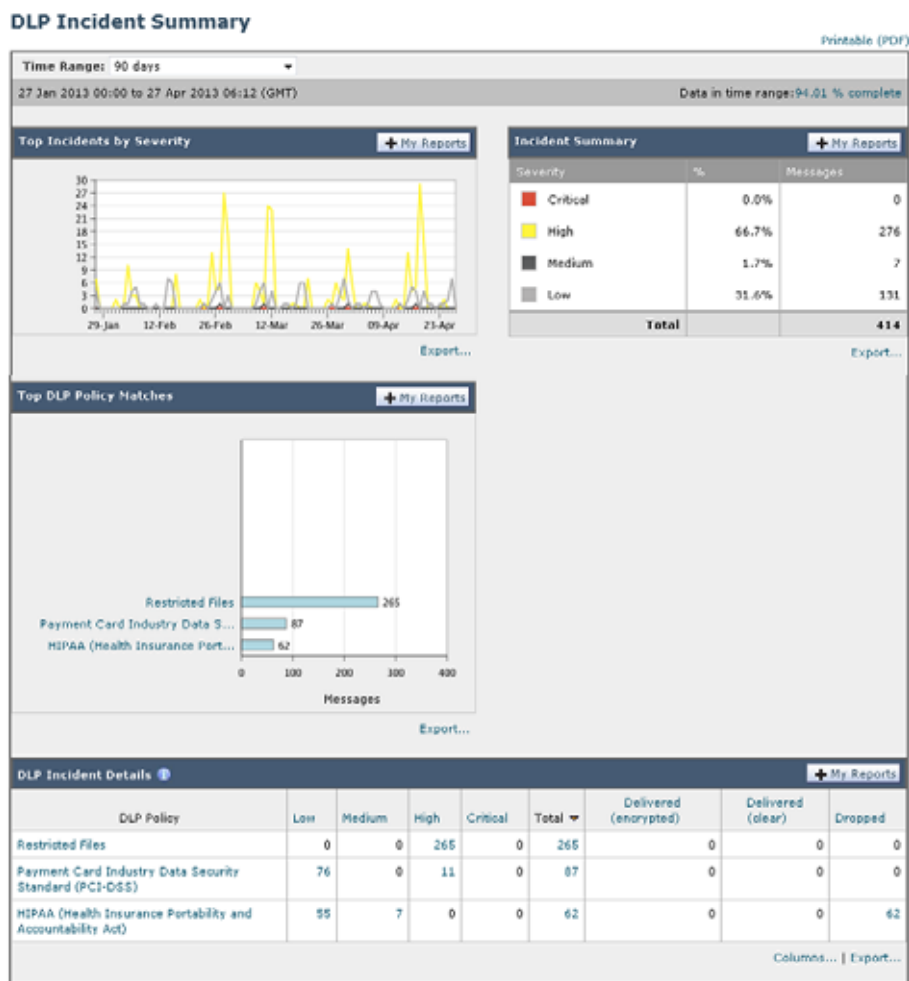 DLP Incident Summary
Printable (PDF)
Time Range: 90 days
27 Jan 2013 00:00 to 27 Apr 2013 06:12 (GMT)
Data in time range:94.01 % complete
Top Incidents by Severity
My Reports
30
27
24
21
18
15
12
9
6
3
0
29-Jan 12-Feb 26-Feb 12-Mar 26-Mar 09-Apr 23-Apr
Export...
Incident Summary
My Reports
Severity % Messages
Critical 0.0% 0
High 66.7% 276
Medium 1.7% 7
Low 31.6% 131
Total 414
Export...
Top DLP Policy Matches
My Reports
Restricted Files 265
Payment Card Industry Data S... 87
HIPAA (Health Insurance Port... 62
0 100 200 300 400
Messages
Export...
DLP Incident Details
My Reports
DLP Policy Low Medium High Critical Total Delivered (encrypted) Delivered (clear) Dropped
Restricted Files 0 0 265 0 265 0 0 0
Payment Card Industry Data Security
Standard (PCI-DSS) 76 0 11 0 87 0 0 0
HIPAA (Health Insurance Portability and
Accountability Act) 55 7 0 0 62 0 0 62
Columns... | Export...